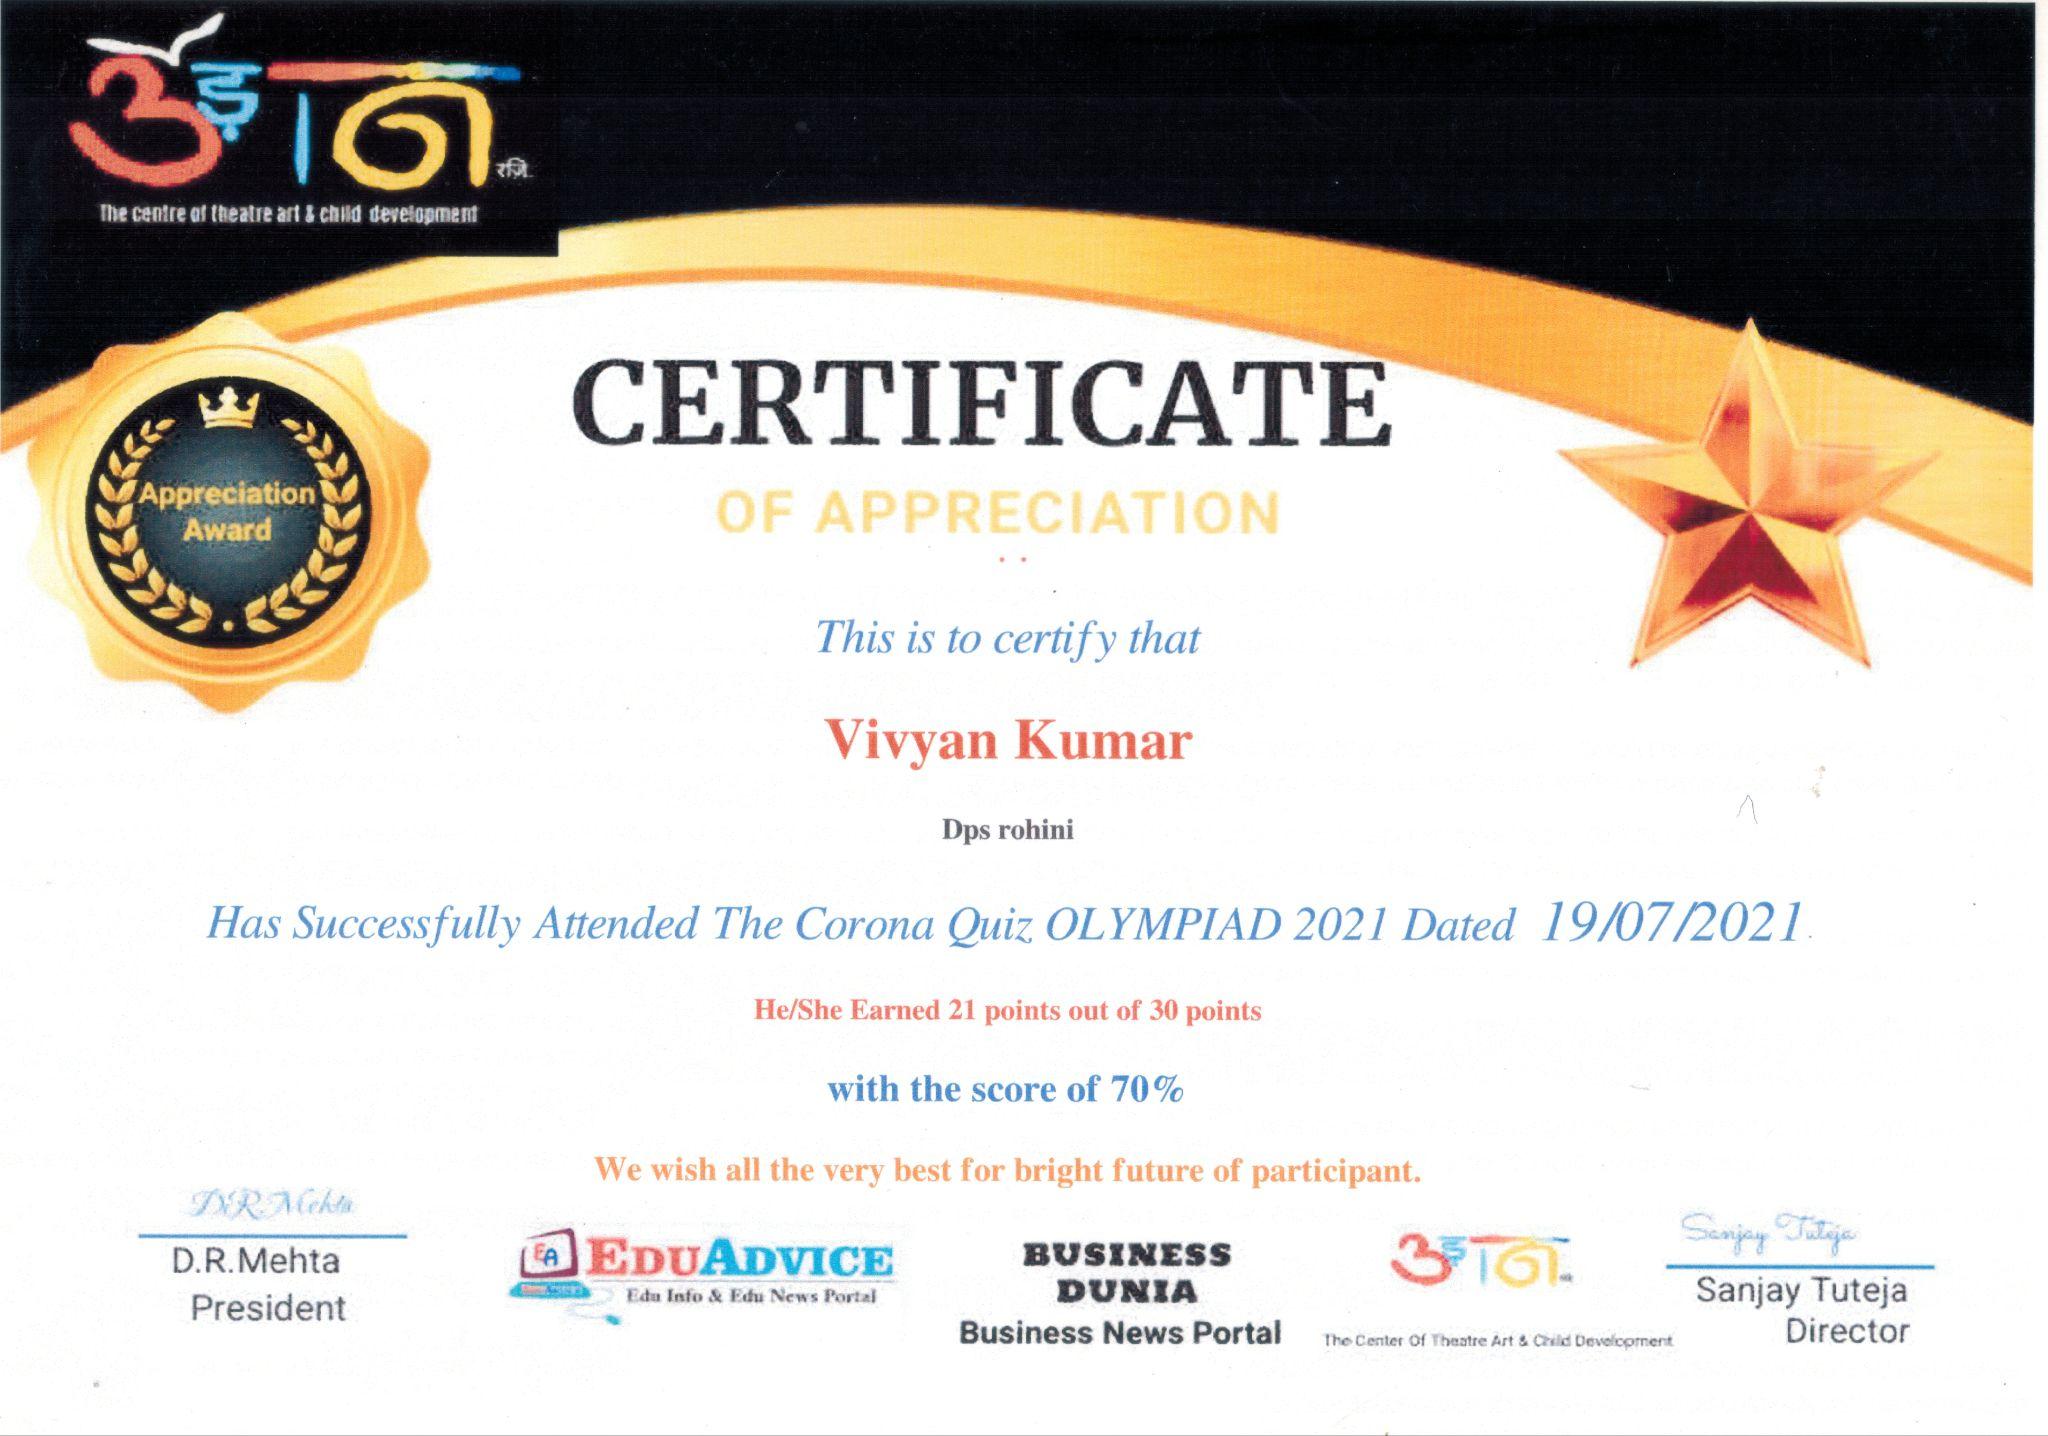 उड़ान रजि.
The centre of theatre art & child development
CERTIFICATE
OF APPRECIATION
Appreciation
Award
This is to certify that
Vivyan Kumar
Dps rohini
Has Successfully Attended The Corona Quiz OLYMPIAD 2021 Dated 19/07/2021
He/She Earned 21 points out of 30 points
with the score of 70%
We wish all the very best for bright future of participant.
D.R.Mehta
D.R.Mehta
President
EA EDUADVICE
Edu Info & Edu News Portal
BUSINESS
DUNIA
Business News Portal
उड़ान
The Center Of Theatre Art & Child Development
Sanjay Tuteja
Sanjay Tuteja
Director